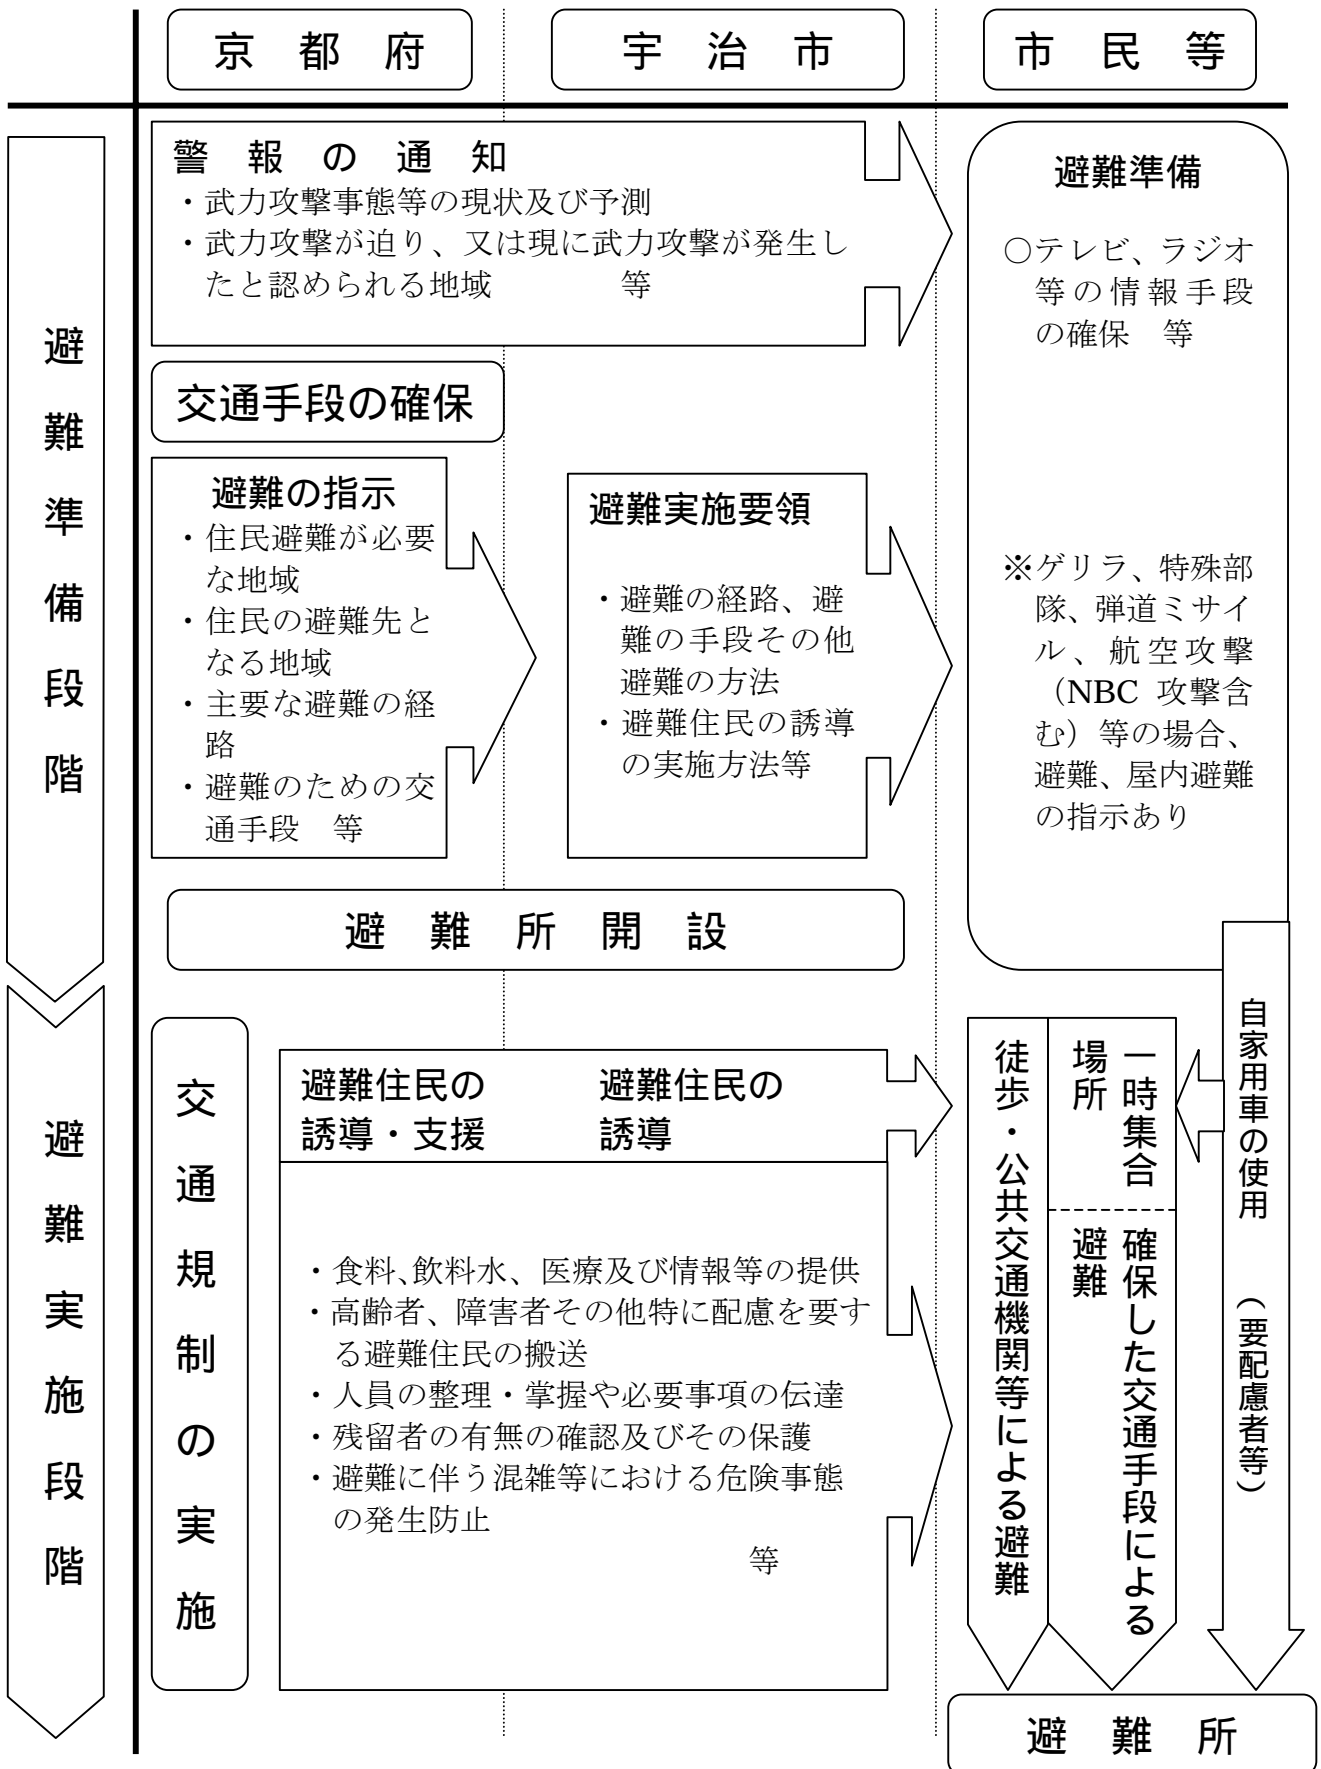 京都府
宇治市
市民等
避難準備段階
警報の通知
・武力攻撃事態等の現状及び予測
・武力攻撃が迫り、又は現に武力攻撃が発生し
たと認められる地域　　　　等
避難準備
○テレビ、ラジオ
等の情報手段
の確保　等
※ゲリラ、特殊部
隊、弾道ミサイ
ル、航空攻撃
（NBC 攻撃含
む）等の場合、
避難、屋内避難
の指示あり
交通手段の確保
避難の指示
・住民避難が必要
な地域
・住民の避難先と
なる地域
・主要な避難の経
路
・避難のための交
通手段　等
避難実施要領
・避難の経路、避
難の手段その他
避難の方法
・避難住民の誘導
の実施方法等
避難所開設
避難実施段階
交通規制の実施
避難住民の
誘導・支援
避難住民の
誘導
・食料、飲料水、医療及び情報等の提供
・高齢者、障害者その他特に配慮を要す
る避難住民の搬送
・人員の整理・掌握や必要事項の伝達
・残留者の有無の確認及びその保護
・避難に伴う混雑等における危険事態
の発生防止
等
徒歩・公共交通機関等による避難
一時集合
場所
確保した交通手段による
避難
自家用車の使用　（要配慮者等）
避難所